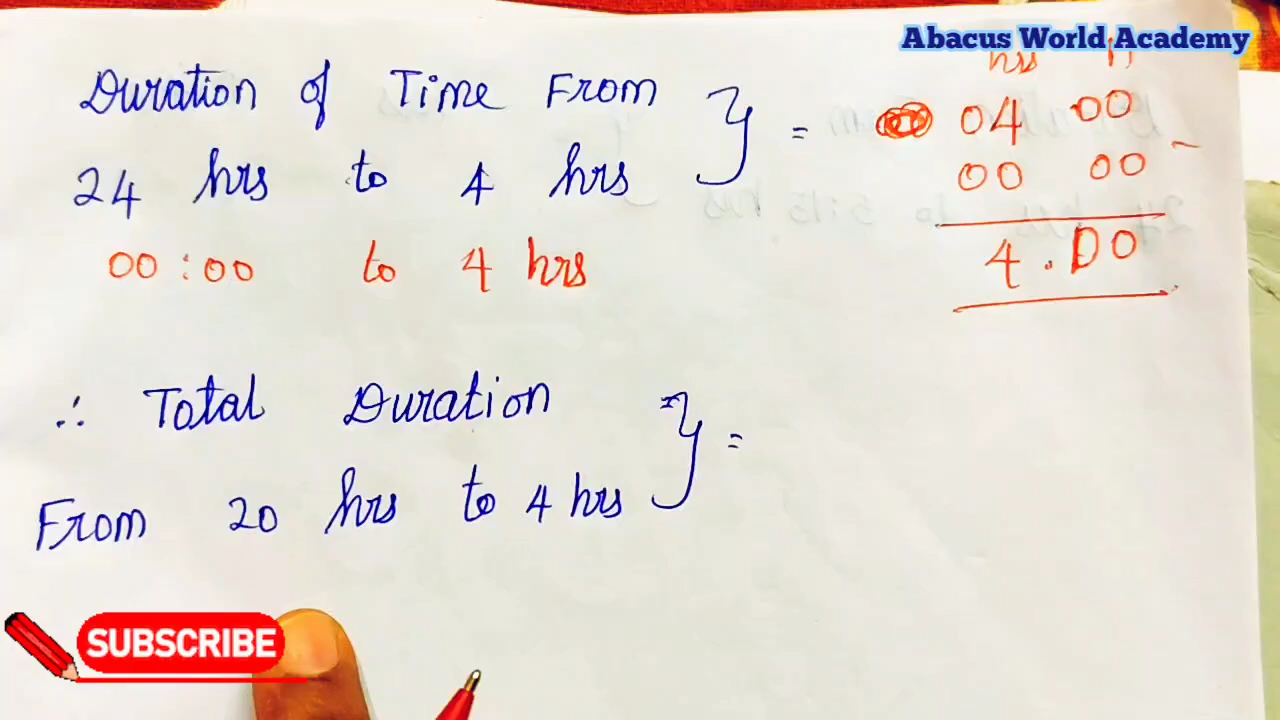 Abacus World Academy
hrs
Duration of Time From
24 hrs to 4 hrs
=
04 00
00 00 -
4.00
00:00 to 4 hrs
∴ Total Duration
From 20 hrs to 4 hrs
=
SUBSCRIBE